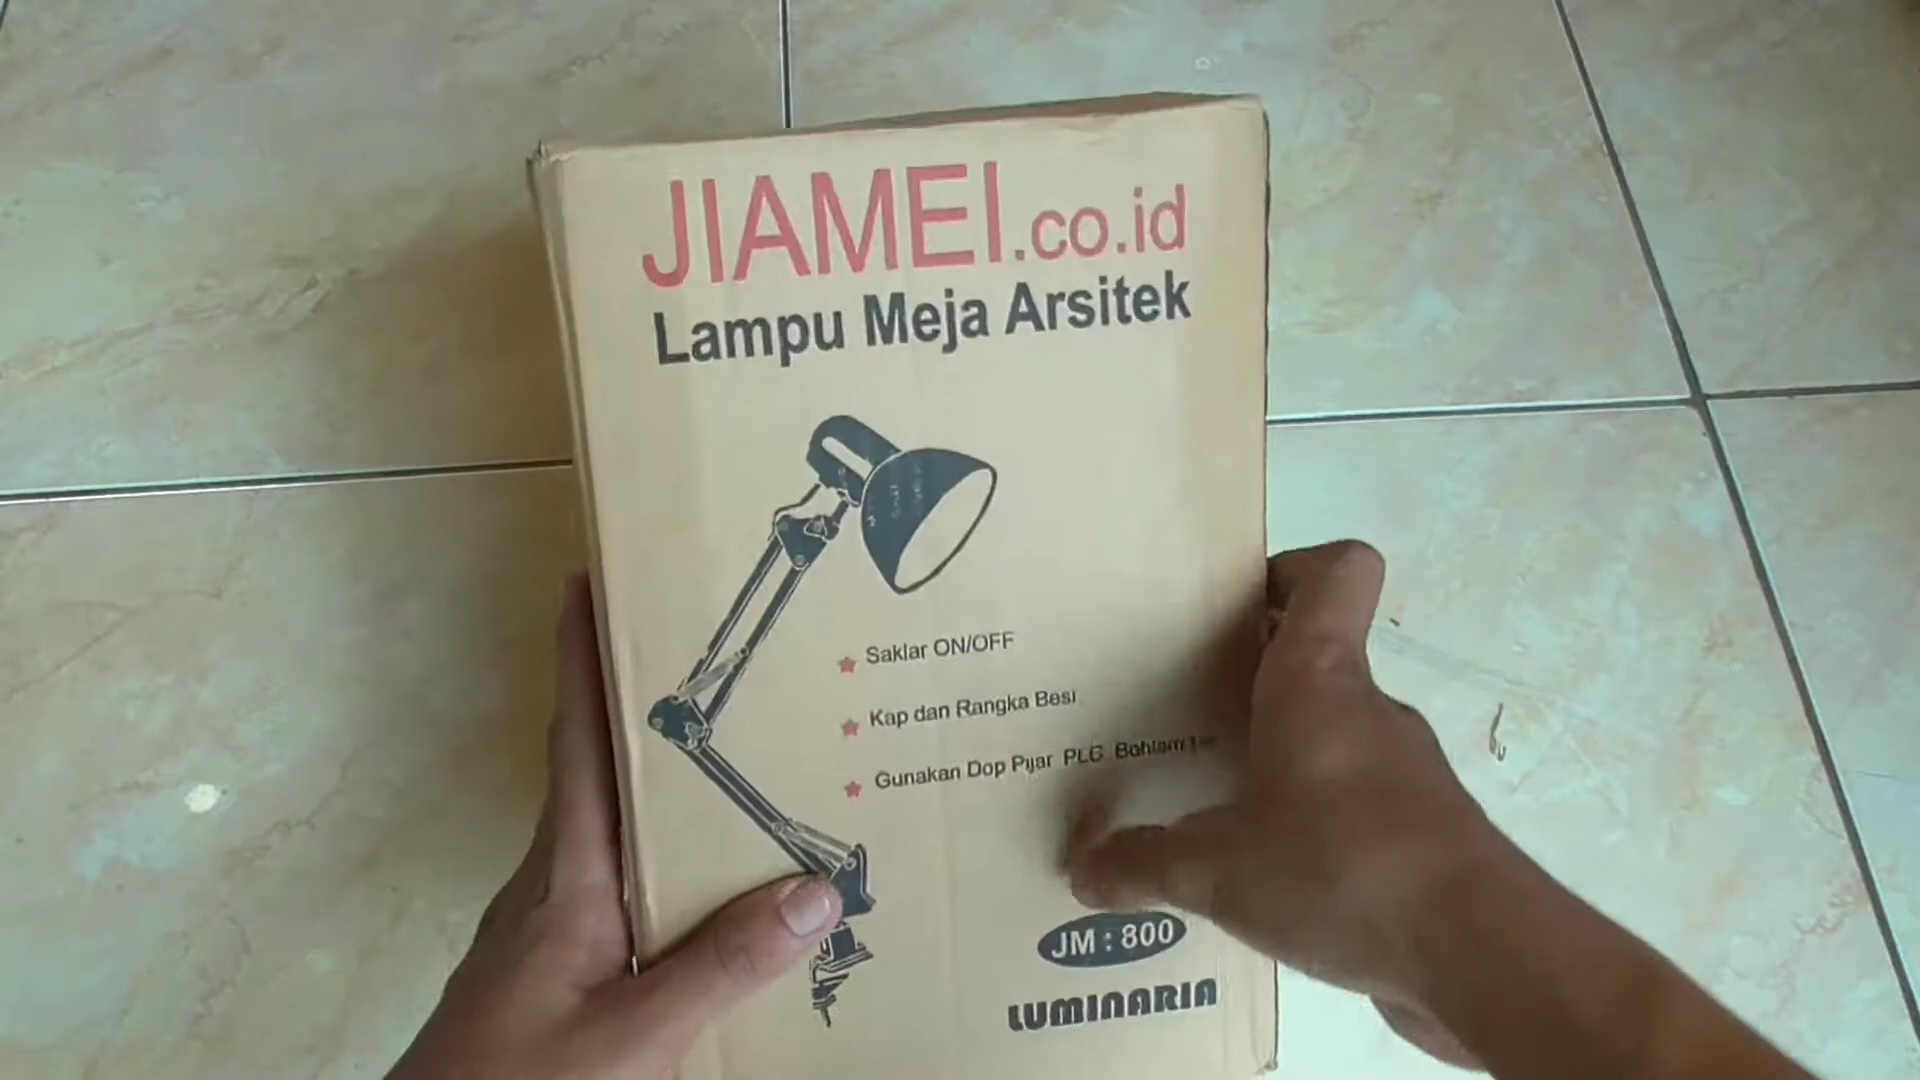 JIAMEI.co.id
Lampu Meja Arsitek
Saklar ON/OFF
Kap dan Rangka Besi
Gunakan Dop Pijar PLC Bohlam
JM : 800
LUMINARIA